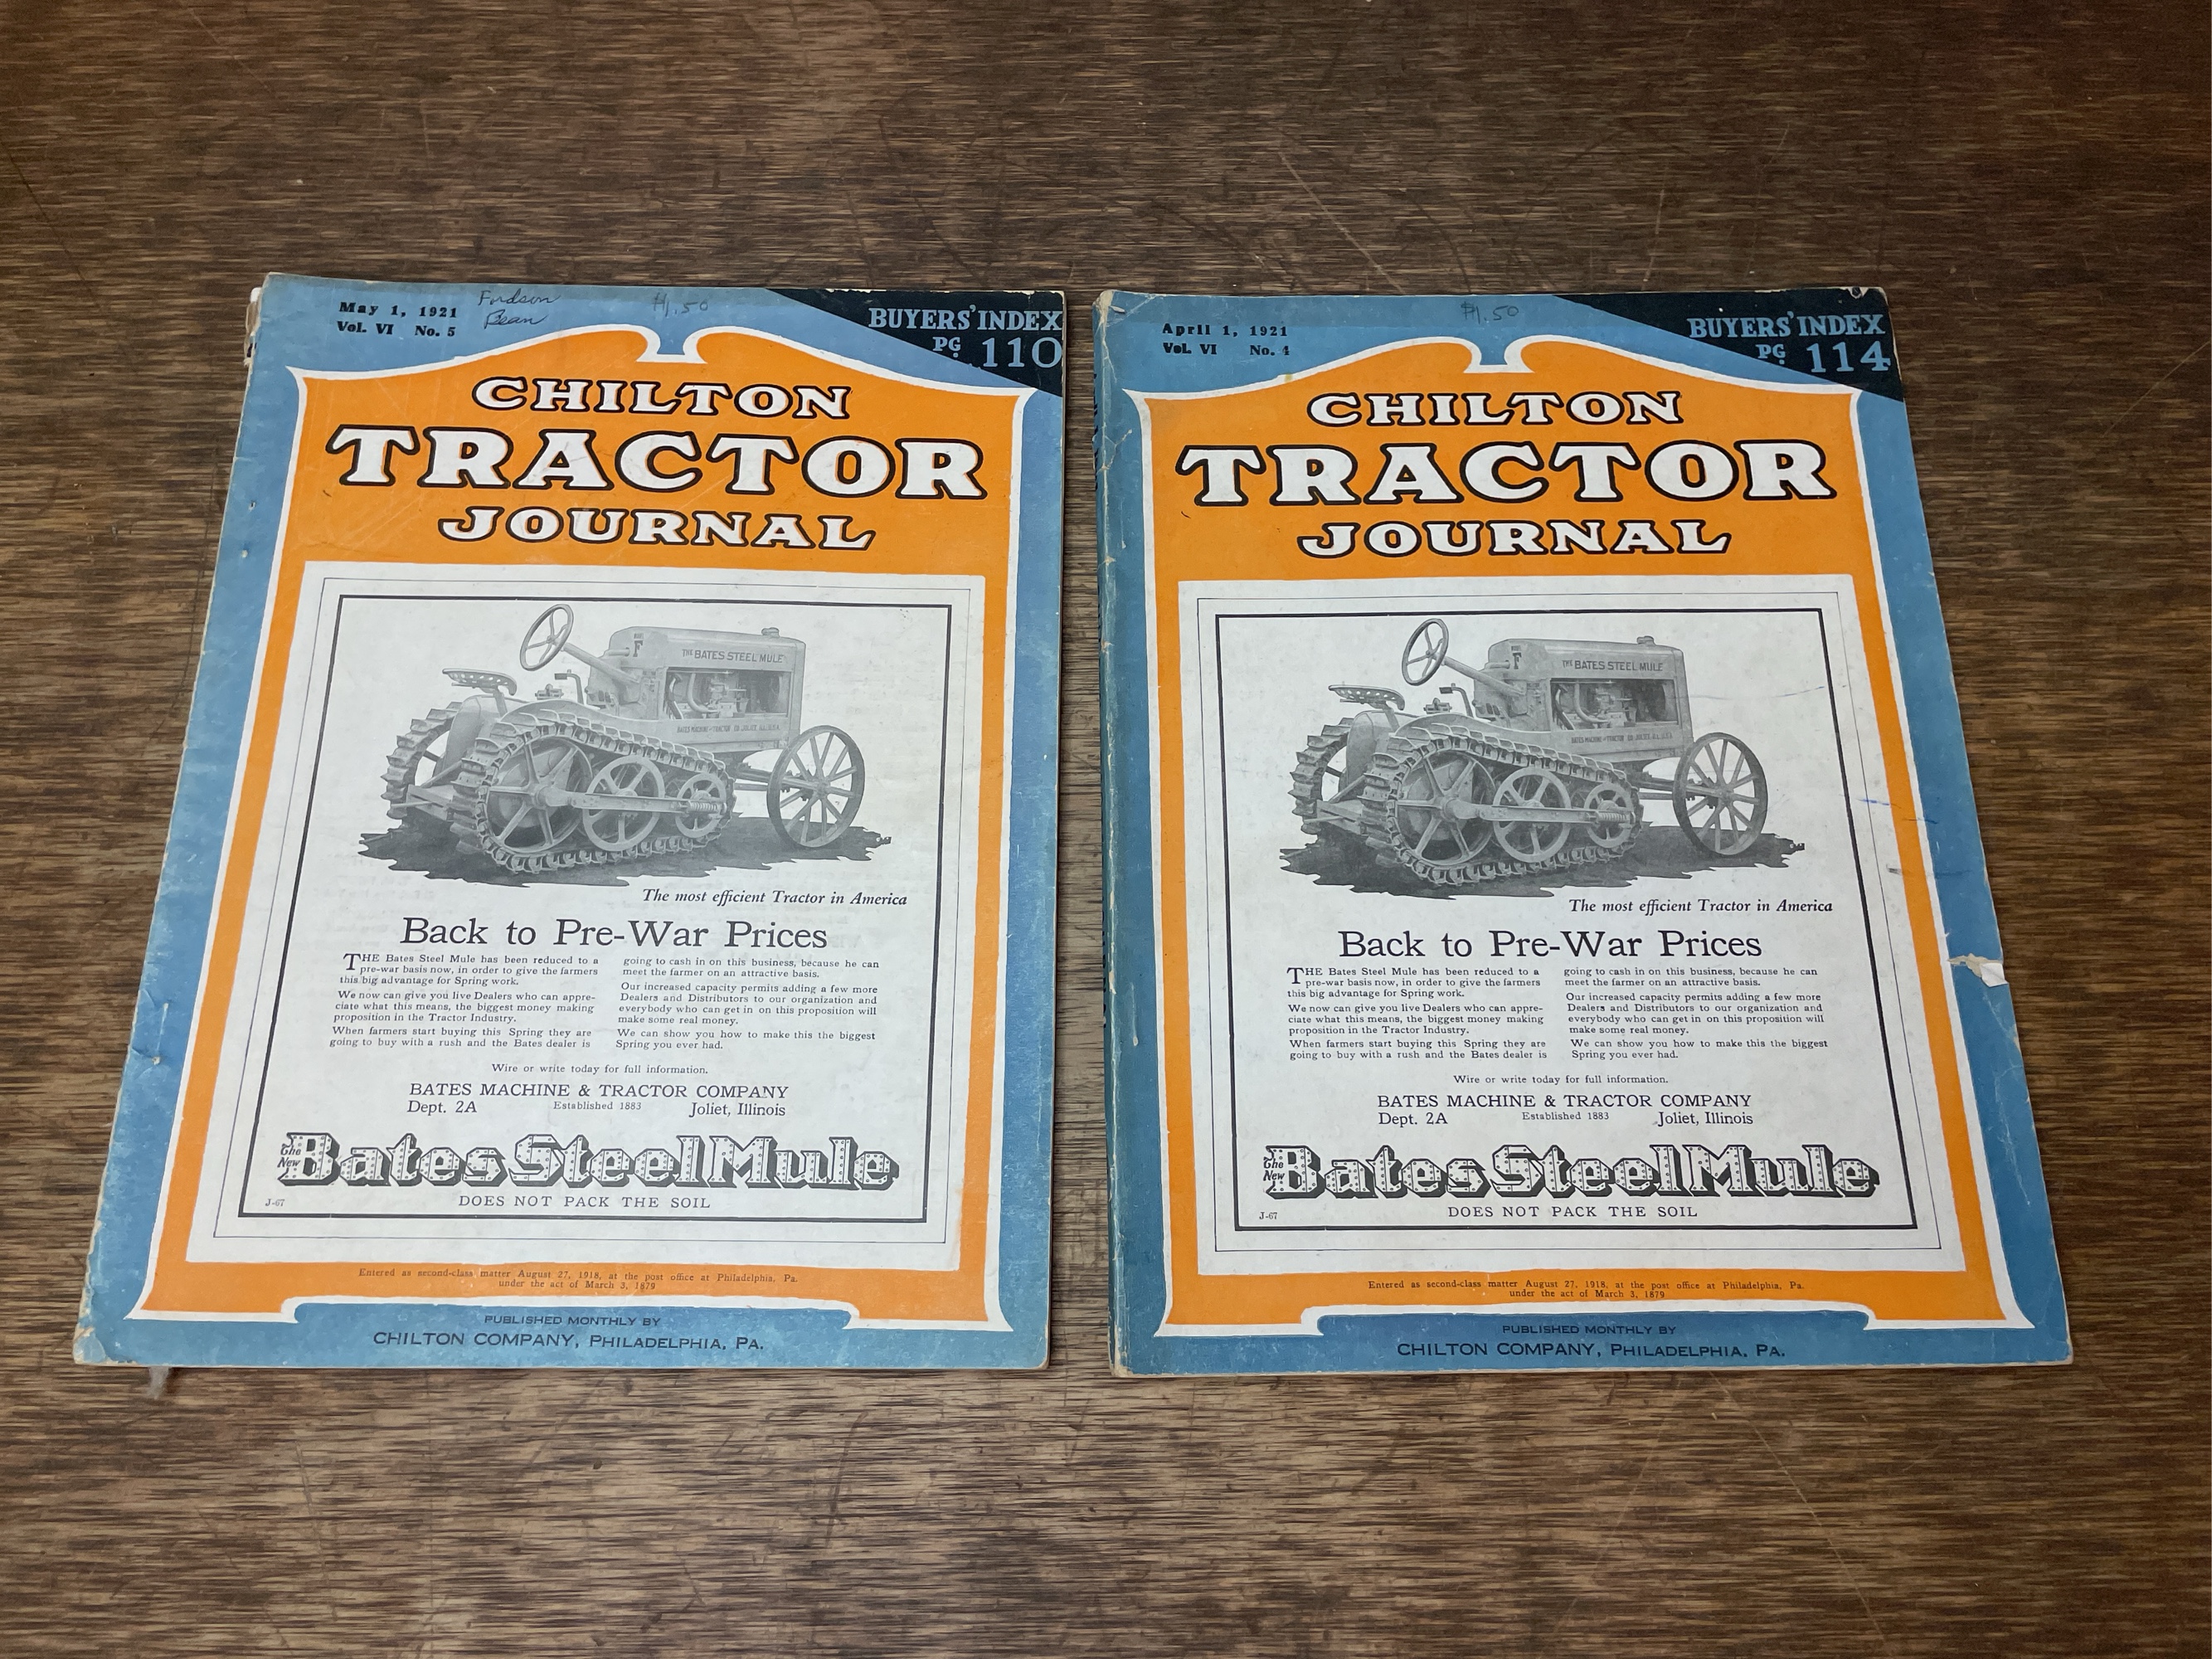 May 1, 1921
Vol. VI No. 5
Fordson
Bean
$1.50
BUYERS' INDEX
PG. 110
CHILTON
TRACTOR
JOURNAL
F
THE BATES STEEL MULE
BATES MACHINE & TRACTOR CO. JOLIET, ILL. U.S.A.
The most efficient Tractor in America
Back to Pre-War Prices
THE Bates Steel Mule has been reduced to a
pre-war basis now, in order to give the farmers
this big advantage for Spring work.
We now can give you live Dealers who can appre-
ciate what this means, the biggest money making
proposition in the Tractor Industry.
When farmers start buying this Spring they are
going to buy with a rush and the Bates dealer is
going to cash in on this business, because he can
meet the farmer on an attractive basis.
Our increased capacity permits adding a few more
Dealers and Distributors to our organization and
everybody who can get in on this proposition will
make some real money.
We can show you how to make this the biggest
Spring you ever had.
Wire or write today for full information.
BATES MACHINE & TRACTOR COMPANY
Dept. 2A Established 1883 Joliet, Illinois
The New Bates Steel Mule
J-67
DOES NOT PACK THE SOIL
Entered as second-class matter August 27, 1918, at the post office at Philadelphia, Pa.
under the act of March 3, 1879
PUBLISHED MONTHLY BY
CHILTON COMPANY, PHILADELPHIA, PA.
April 1, 1921
Vol. VI No. 4
$1.50
BUYERS' INDEX
PG. 114
CHILTON
TRACTOR
JOURNAL
F
THE BATES STEEL MULE
BATES MACHINE & TRACTOR CO. JOLIET, ILL. U.S.A.
The most efficient Tractor in America
Back to Pre-War Prices
THE Bates Steel Mule has been reduced to a
pre-war basis now, in order to give the farmers
this big advantage for Spring work.
We now can give you live Dealers who can appre-
ciate what this means, the biggest money making
proposition in the Tractor Industry.
When farmers start buying this Spring they are
going to buy with a rush and the Bates dealer is
going to cash in on this business, because he can
meet the farmer on an attractive basis.
Our increased capacity permits adding a few more
Dealers and Distributors to our organization and
everybody who can get in on this proposition will
make some real money.
We can show you how to make this the biggest
Spring you ever had.
Wire or write today for full information.
BATES MACHINE & TRACTOR COMPANY
Dept. 2A Established 1883 Joliet, Illinois
The New Bates Steel Mule
J-67
DOES NOT PACK THE SOIL
Entered as second-class matter August 27, 1918, at the post office at Philadelphia, Pa.
under the act of March 3, 1879
PUBLISHED MONTHLY BY
CHILTON COMPANY, PHILADELPHIA, PA.